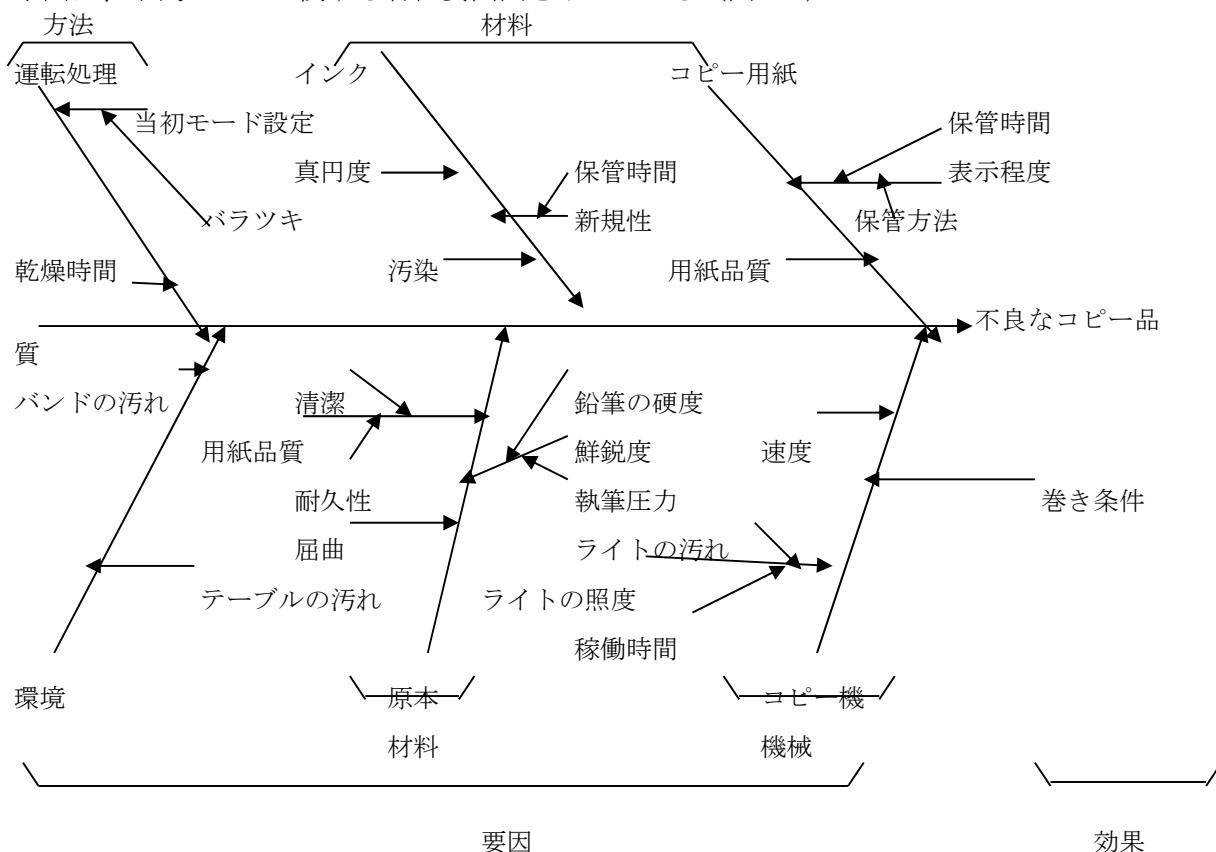 方法 材料
運転処理 インク コピー用紙
当初モード設定 保管時間
真円度 保管時間 表示程度
バラツキ 新規性 保管方法
乾燥時間 汚染 用紙品質
不良なコピー品
質
バンドの汚れ 清潔 鉛筆の硬度
用紙品質 鮮鋭度 速度
耐久性 執筆圧力 巻き条件
屈曲 ライトの汚れ
テーブルの汚れ ライトの照度
稼働時間
環境 原本 コピー機
材料 機械
要因 効果